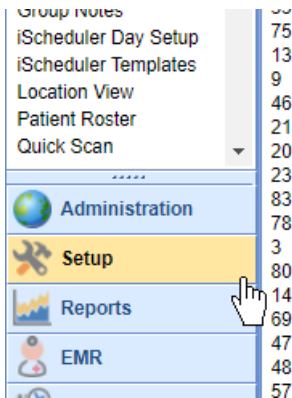 Group Notes
iScheduler Day Setup
iScheduler Templates
Location View
Patient Roster
Quick Scan
Administration
Setup
Reports
EMR
75
13
9
46
21
20
23
83
78
3
80
14
69
47
48
57